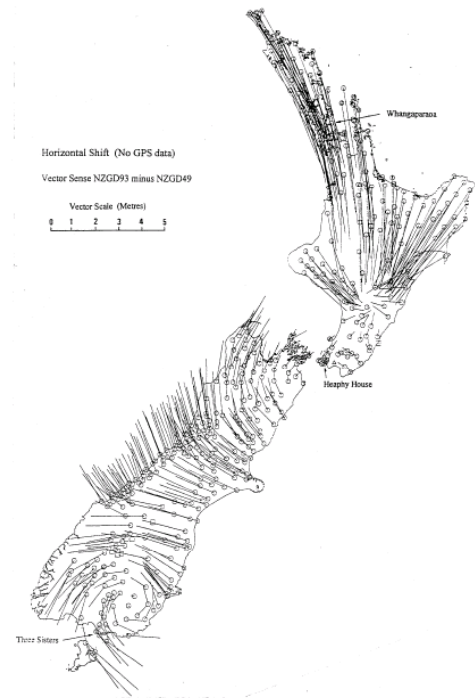 Whangaparaoa
Horizontal Shift (No GPS data)
Vector Sense NZGD93 minus NZGD49
Vector Scale (Metres)
0 1 2 3 4 5
Heaphy House
Three Sisters